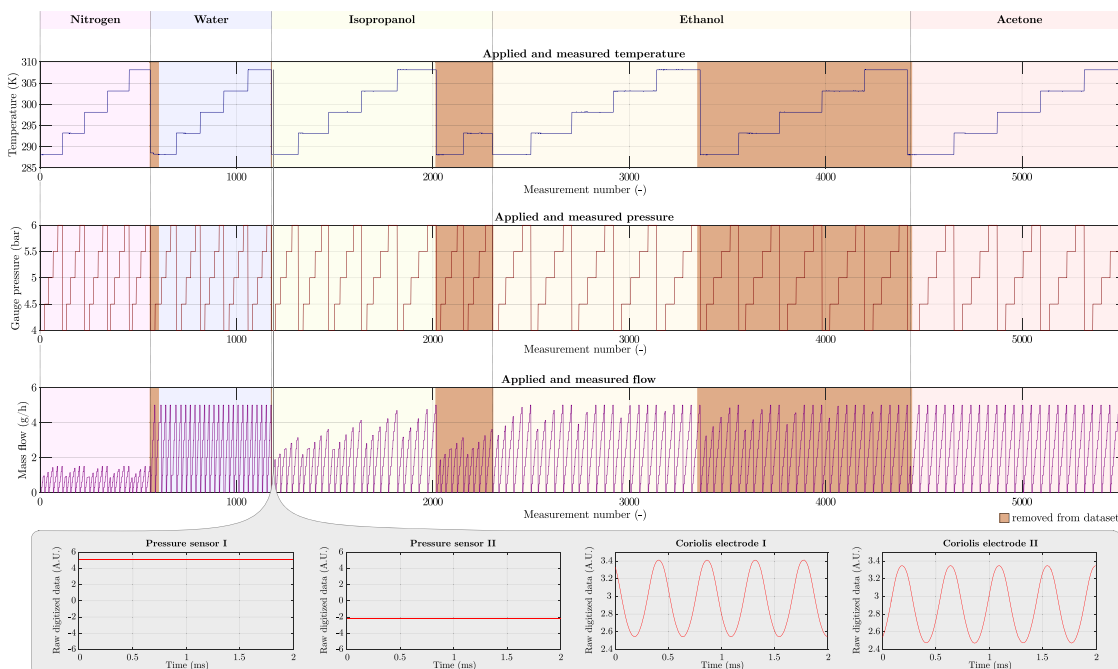 Nitrogen Water Isopropanol Ethanol Acetone
Applied and measured temperature
Temperature (K)
310
305
300
295
290
285
0 1000 2000 3000 4000 5000
Measurement number (-)
Applied and measured pressure
Gauge pressure (bar)
6
5.5
5
4.5
4
0 1000 2000 3000 4000 5000
Measurement number (-)
Applied and measured flow
Mass flow (g/h)
6
4
2
0
0 1000 2000 3000 4000 5000
Measurement number (-)
removed from dataset
Pressure sensor I
Raw digitized data (A.U.)
6
4
2
0
-2
-4
-6
0.5 1 1.5 2
Time (ms)
Pressure sensor II
Raw digitized data (A.U.)
6
4
2
0
-2
-4
-6
0 0.5 1 1.5 2
Time (ms)
Coriolis electrode I
Raw digitized data (A.U.)
3.4
3.2
3
2.8
2.6
2.4
0 0.5 1 1.5 2
Time (ms)
Coriolis electrode II
Raw digitized data (A.U.)
3.4
3.2
3
2.8
2.6
2.4
0 0.5 1 1.5 2
Time (ms)